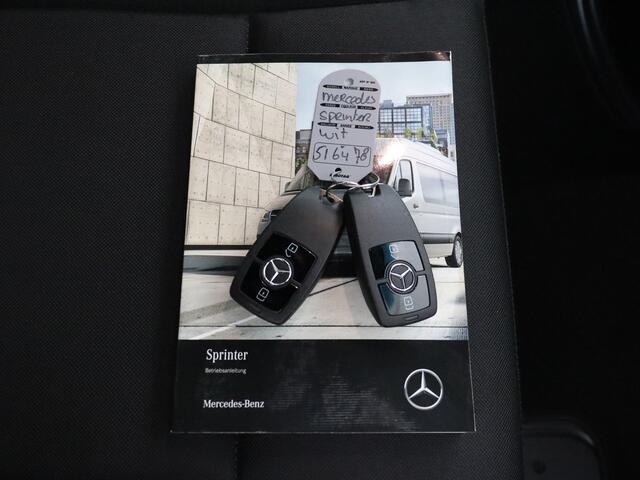 mercedes
sprinter
wit
516478
Sprinter
Betriebsanleitung
Mercedes-Benz